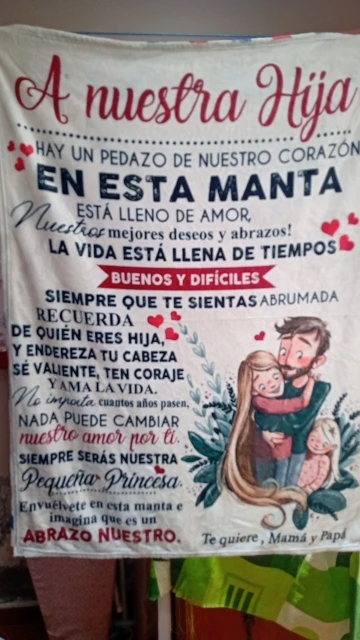 A nuestra Hija
HAY UN PEDAZO DE NUESTRO CORAZÓN
EN ESTA MANTA
ESTÁ LLENO DE AMOR,
Nuestros mejores deseos y abrazos!
LA VIDA ESTÁ LLENA DE TIEMPOS
BUENOS Y DIFÍCILES
SIEMPRE QUE TE SIENTAS ABRUMADA
RECUERDA
DE QUIÉN ERES HIJA,
Y ENDEREZA TU CABEZA
SÉ VALIENTE, TEN CORAJE
Y AMA LA VIDA.
No importa cuantos años pasen,
NADA PUEDE CAMBIAR
nuestro amor por ti.
SIEMPRE SERÁS NUESTRA
Pequeña Princesa.
Envuélvete en esta manta e
imagina que es un
ABRAZO NUESTRO.
Te quiere, Mamá y Papá